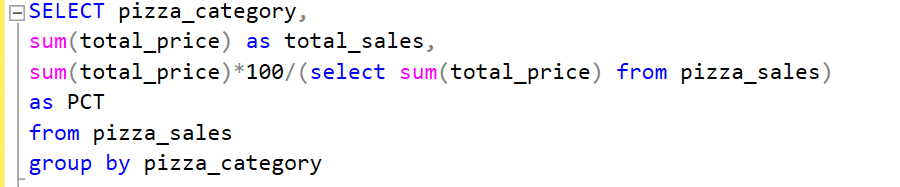 SELECT pizza_category,
sum(total_price) as total_sales,
sum(total_price)*100/(select sum(total_price) from pizza_sales)
as PCT
from pizza_sales
group by pizza_category